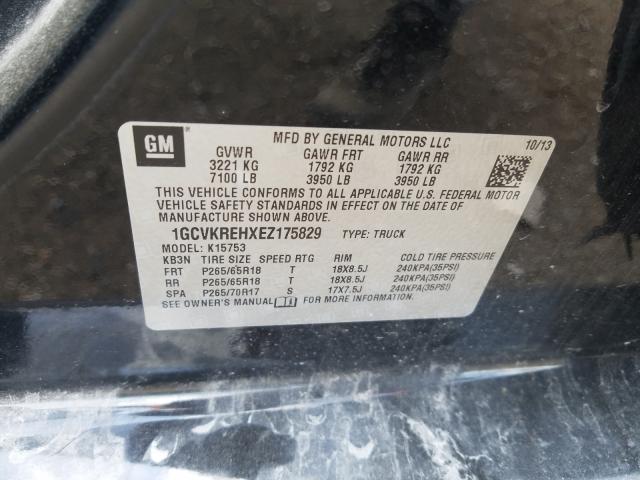 GM
MFD BY GENERAL MOTORS LLC 10/13
GVWR GAWR FRT GAWR RR
3221 KG 1792 KG 1792 KG
7100 LB 3950 LB 3950 LB
THIS VEHICLE CONFORMS TO ALL APPLICABLE U.S. FEDERAL MOTOR
VEHICLE SAFETY STANDARDS IN EFFECT ON THE DATE OF
MANUFACTURE SHOWN ABOVE.
1GCVKREHXEZ175829 TYPE: TRUCK
MODEL: K15753
KB3N TIRE SIZE SPEED RTG RIM COLD TIRE PRESSURE
FRT P265/65R18 T 18X8.5J 240KPA(35PSI)
RR P265/65R18 T 18X8.5J 240KPA(35PSI)
SPA P265/70R17 S 17X7.5J 240KPA(35PSI)
SEE OWNER'S MANUAL FOR MORE INFORMATION.